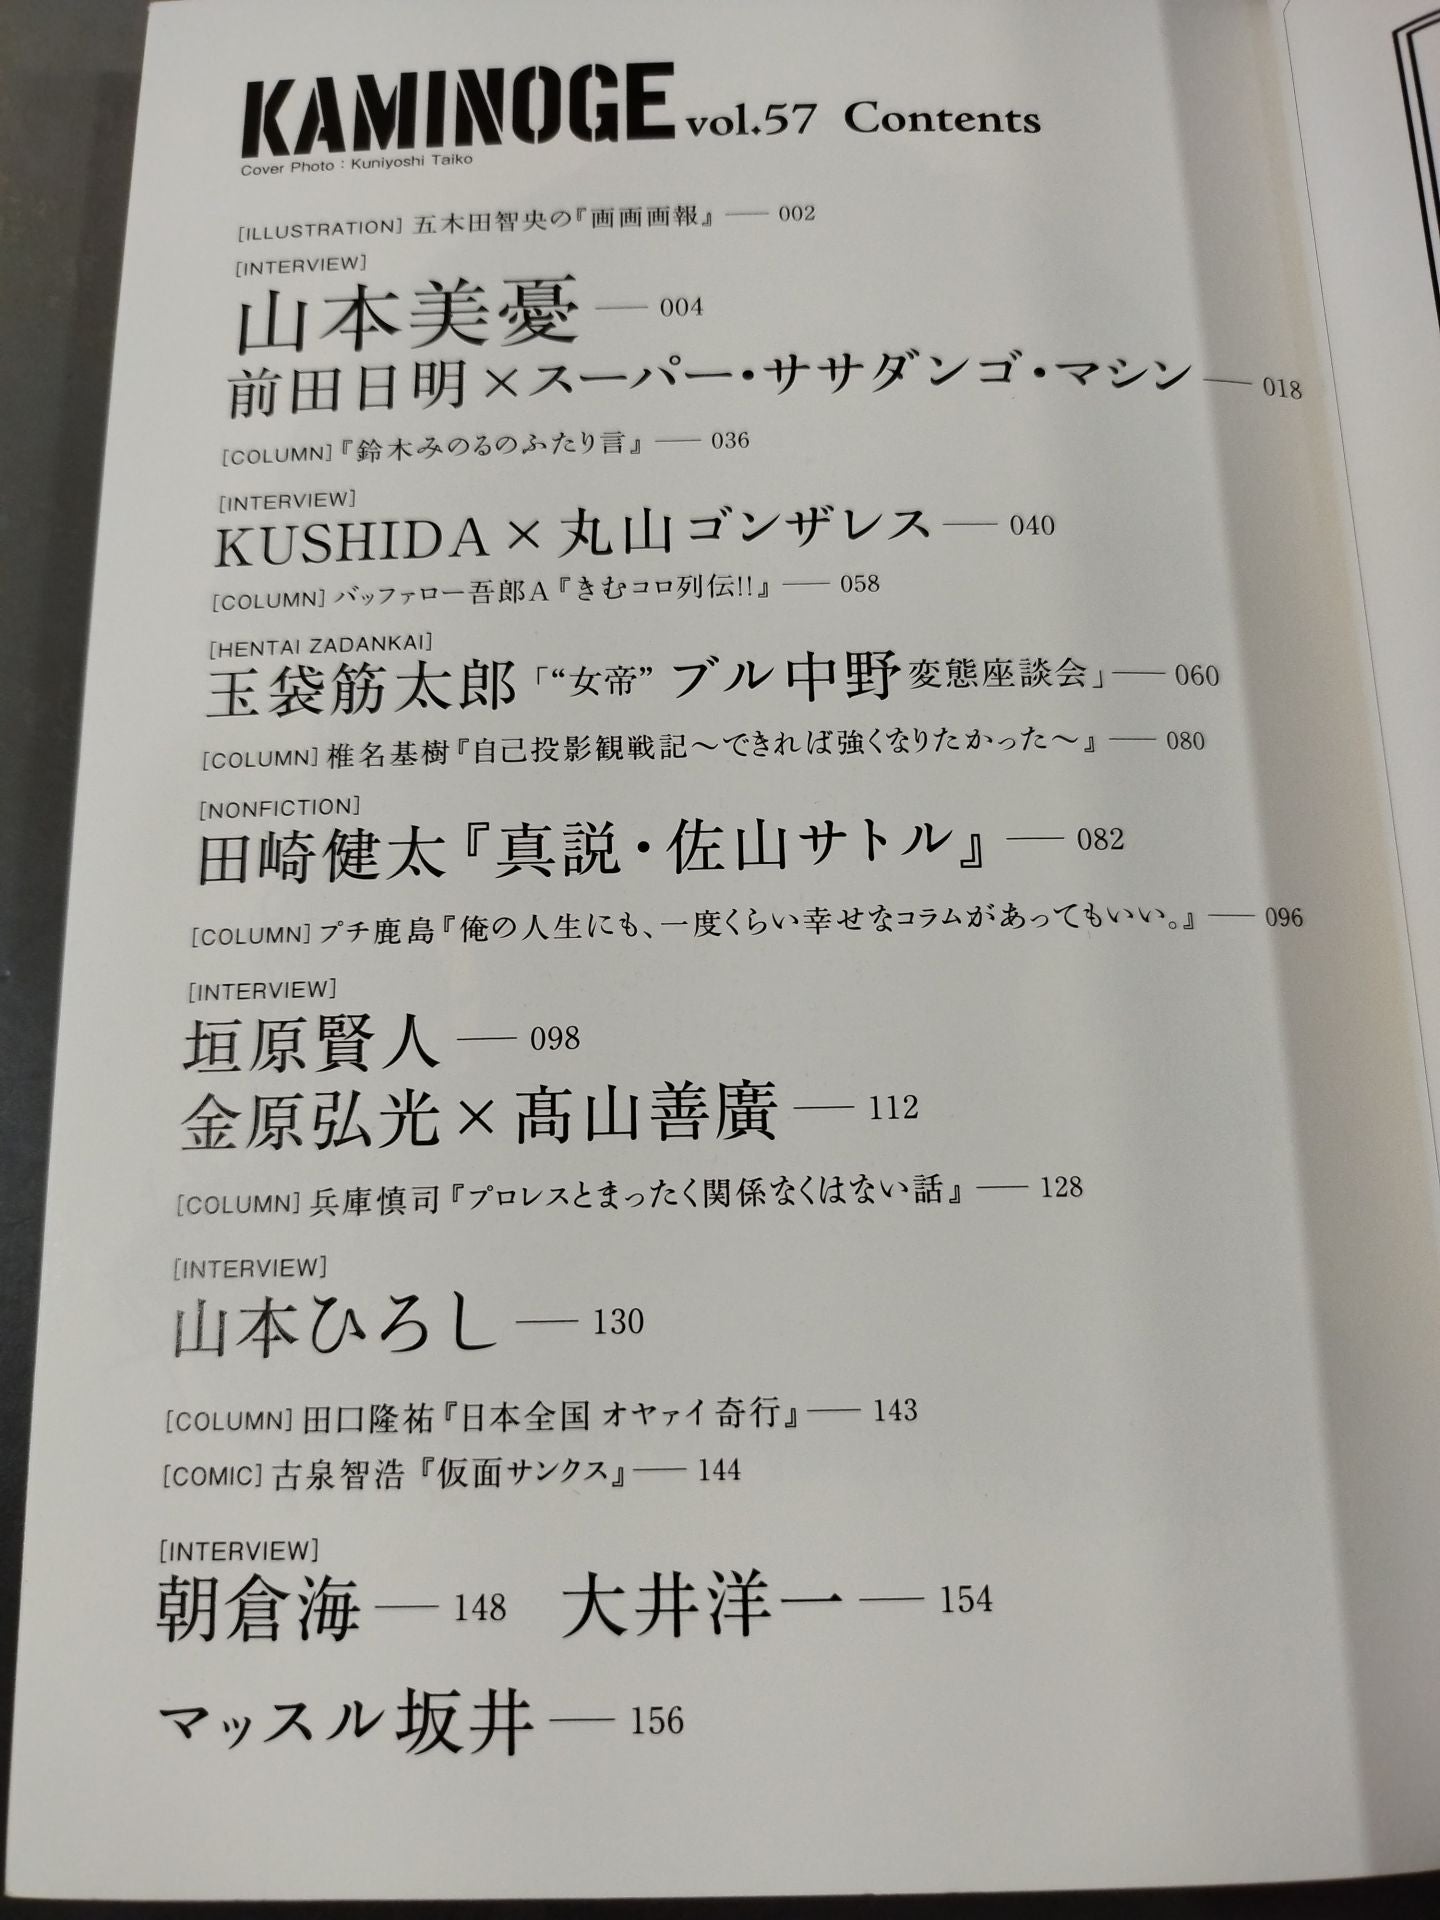 KAMINOGE vol.57 Contents
Cover Photo : Kuniyoshi Taiko
[ILLUSTRATION] 五木田智央の『画画画報』 —— 002
[INTERVIEW]
山本美憂 —— 004
前田日明×スーパー・ササダンゴ・マシン —— 018
[COLUMN]『鈴木みのるのふたり言』 —— 036
[INTERVIEW]
KUSHIDA×丸山ゴンザレス —— 040
[COLUMN] バッファロー吾郎A『きむコロ列伝!!』 —— 058
[HENTAI ZADANKAI]
玉袋筋太郎「“女帝” ブル中野変態座談会」 —— 060
[COLUMN] 椎名基樹『自己投影観戦記〜できれば強くなりたかった〜』 —— 080
[NONFICTION]
田崎健太『真説・佐山サトル』 —— 082
[COLUMN] プチ鹿島『俺の人生にも、一度くらい幸せなコラムがあってもいい。』 —— 096
[INTERVIEW]
垣原賢人 —— 098
金原弘光×髙山善廣 —— 112
[COLUMN] 兵庫慎司『プロレスとまったく関係なくはない話』 —— 128
[INTERVIEW]
山本ひろし —— 130
[COLUMN] 田口隆祐『日本全国 オヤァイ奇行』 —— 143
[COMIC] 古泉智浩『仮面サンクス』 —— 144
[INTERVIEW]
朝倉海 —— 148 大井洋一 —— 154
マッスル坂井 —— 156